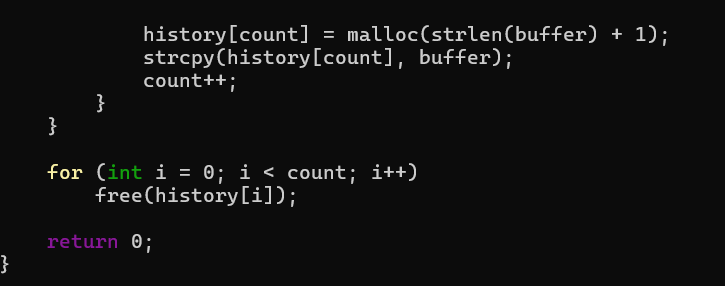 history[count] = malloc(strlen(buffer) + 1);
            strcpy(history[count], buffer);
            count++;
        }
    }

    for (int i = 0; i < count; i++)
        free(history[i]);

    return 0;
}